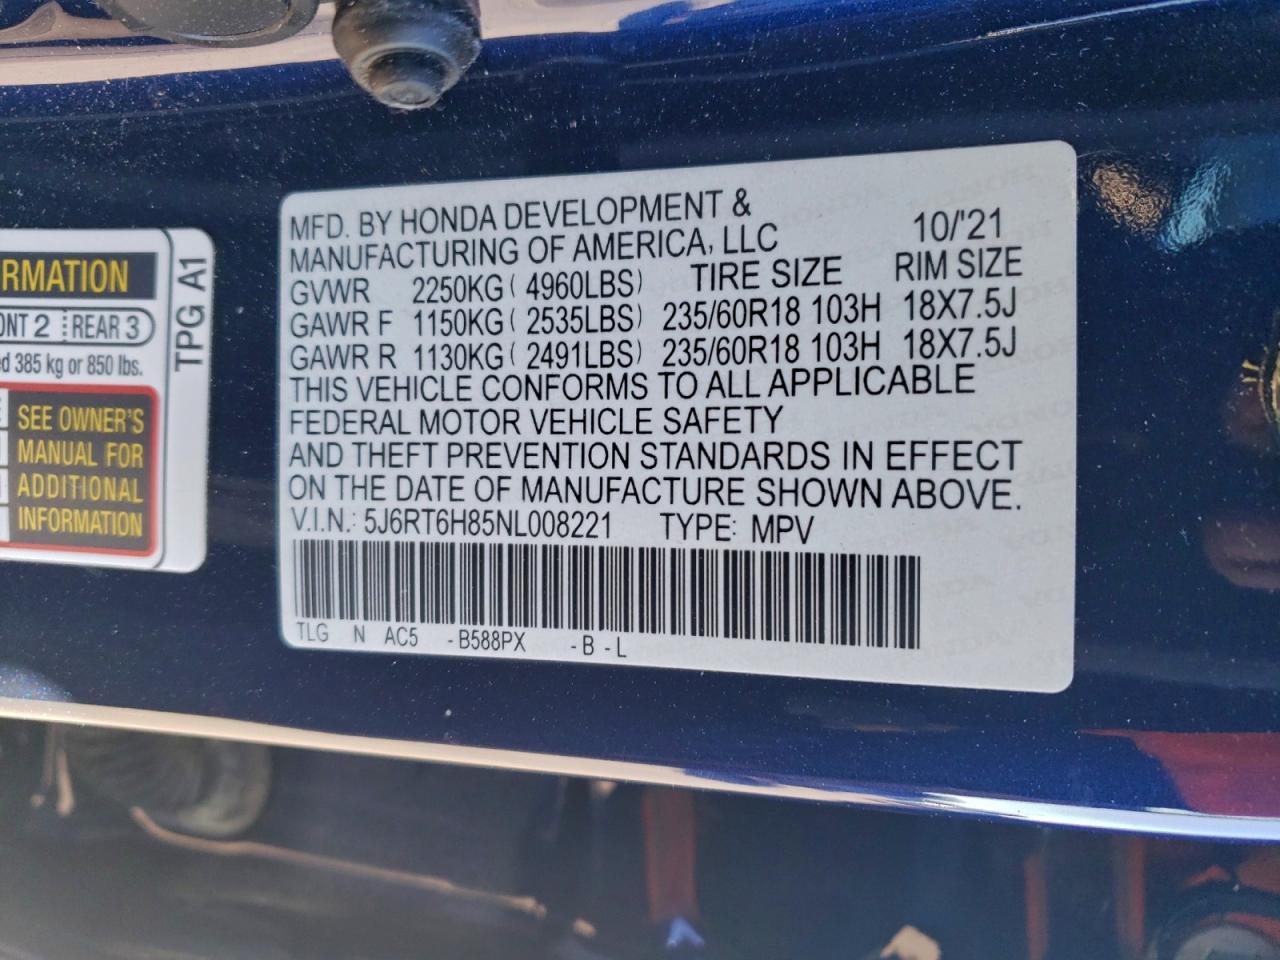 RMATION
ONT 2 REAR 3
ed 385 kg or 850 lbs.
SEE OWNER'S
MANUAL FOR
ADDITIONAL
INFORMATION
TPG A1
MFD. BY HONDA DEVELOPMENT &
MANUFACTURING OF AMERICA, LLC 10/'21
GVWR 2250KG ( 4960LBS) TIRE SIZE RIM SIZE
GAWR F 1150KG ( 2535LBS) 235/60R18 103H 18X7.5J
GAWR R 1130KG ( 2491LBS) 235/60R18 103H 18X7.5J
THIS VEHICLE CONFORMS TO ALL APPLICABLE
FEDERAL MOTOR VEHICLE SAFETY
AND THEFT PREVENTION STANDARDS IN EFFECT
ON THE DATE OF MANUFACTURE SHOWN ABOVE.
V.I.N.: 5J6RT6H85NL008221 TYPE: MPV
TLG N AC5 -B588PX -B-L